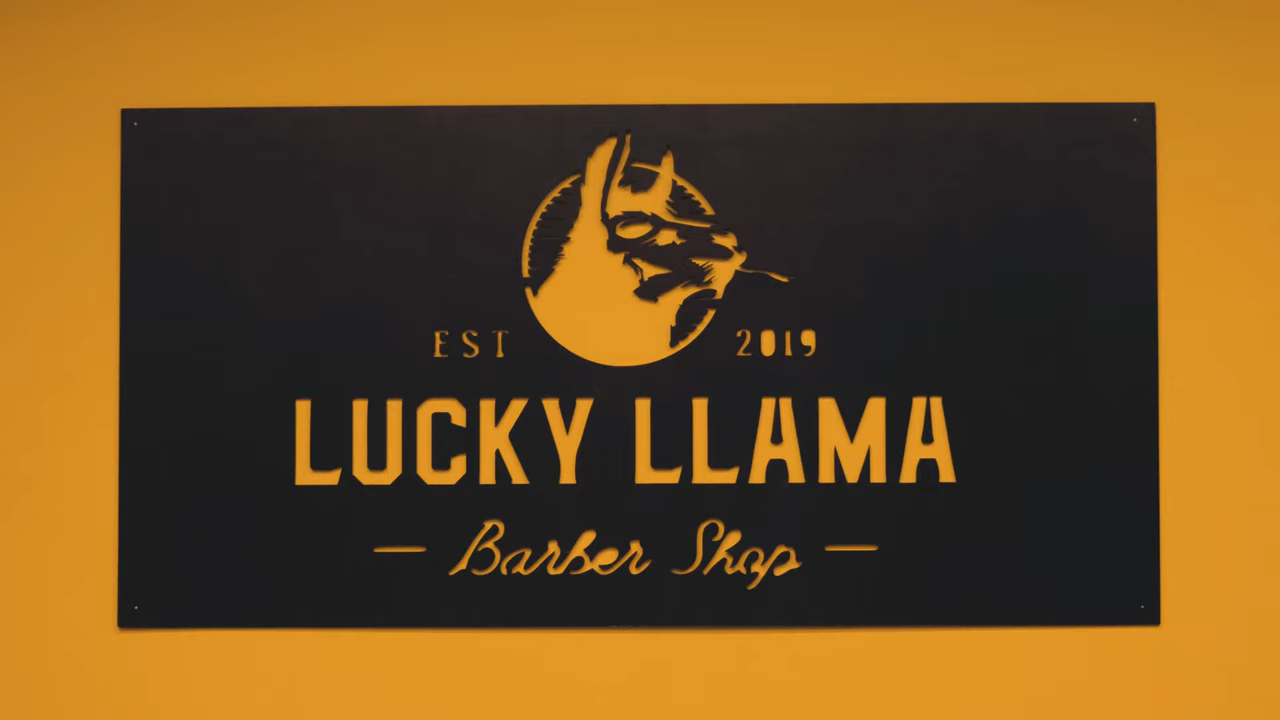 EST 2019
LUCKY LLAMA
— Barber Shop —